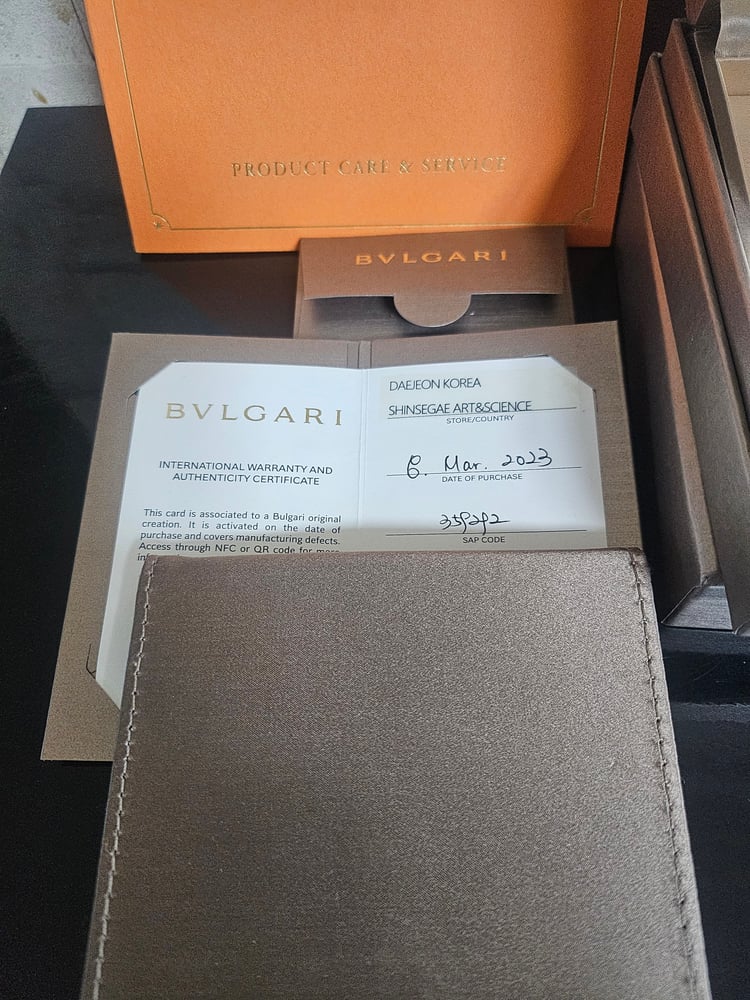 PRODUCT CARE & SERVICE
BVLGARI
BVLGARI
INTERNATIONAL WARRANTY AND
AUTHENTICITY CERTIFICATE
This card is associated to a Bulgari original
creation. It is activated on the date of
purchase and covers manufacturing defects.
Access through NFC or QR code for more
DAEJEON KOREA
SHINSEGAE ART&SCIENCE
STORE/COUNTRY
6. Mar. 2023
DATE OF PURCHASE
SAP CODE